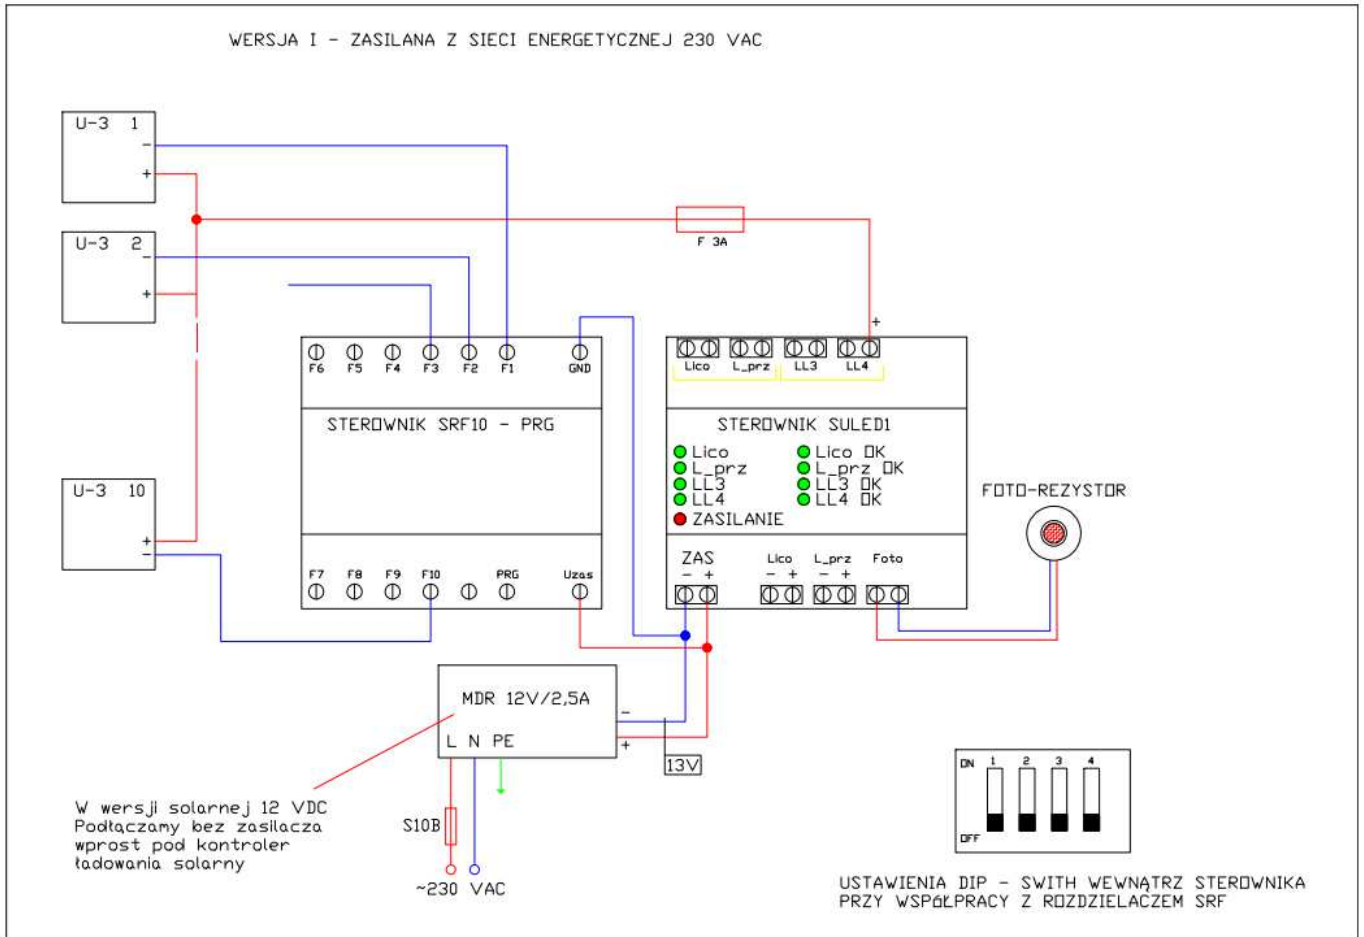 WERSJA I - ZASILANA Z SIECI ENERGETYCZNEJ 230 VAC
U-3 1
-
+
U-3 2
-
+
F 3A
+
F6 F5 F4 F3 F2 F1 GND
Lico L_prz LL3 LL4
STEROWNIK SRF10 - PRG
STEROWNIK SULED1
Lico Lico OK
L_prz L_prz OK
LL3 LL3 OK
LL4 LL4 OK
ZASILANIE
U-3 10
+
-
FOTO-REZYSTOR
F7 F8 F9 F10 PRG Uzas
ZAS Lico L_prz Foto
- + - + - +
MDR 12V/2,5A
-
+
L N PE
13V
W wersji solarnej 12 VDC
Podłączamy bez zasilacza
wprost pod kontroler
ładowania solarny
S10B
~230 VAC
ON 1 2 3 4
OFF
USTAWIENIA DIP - SWITH WEWNĄTRZ STEROWNIKA
PRZY WSPÓŁPRACY Z ROZDZIELACZEM SRF